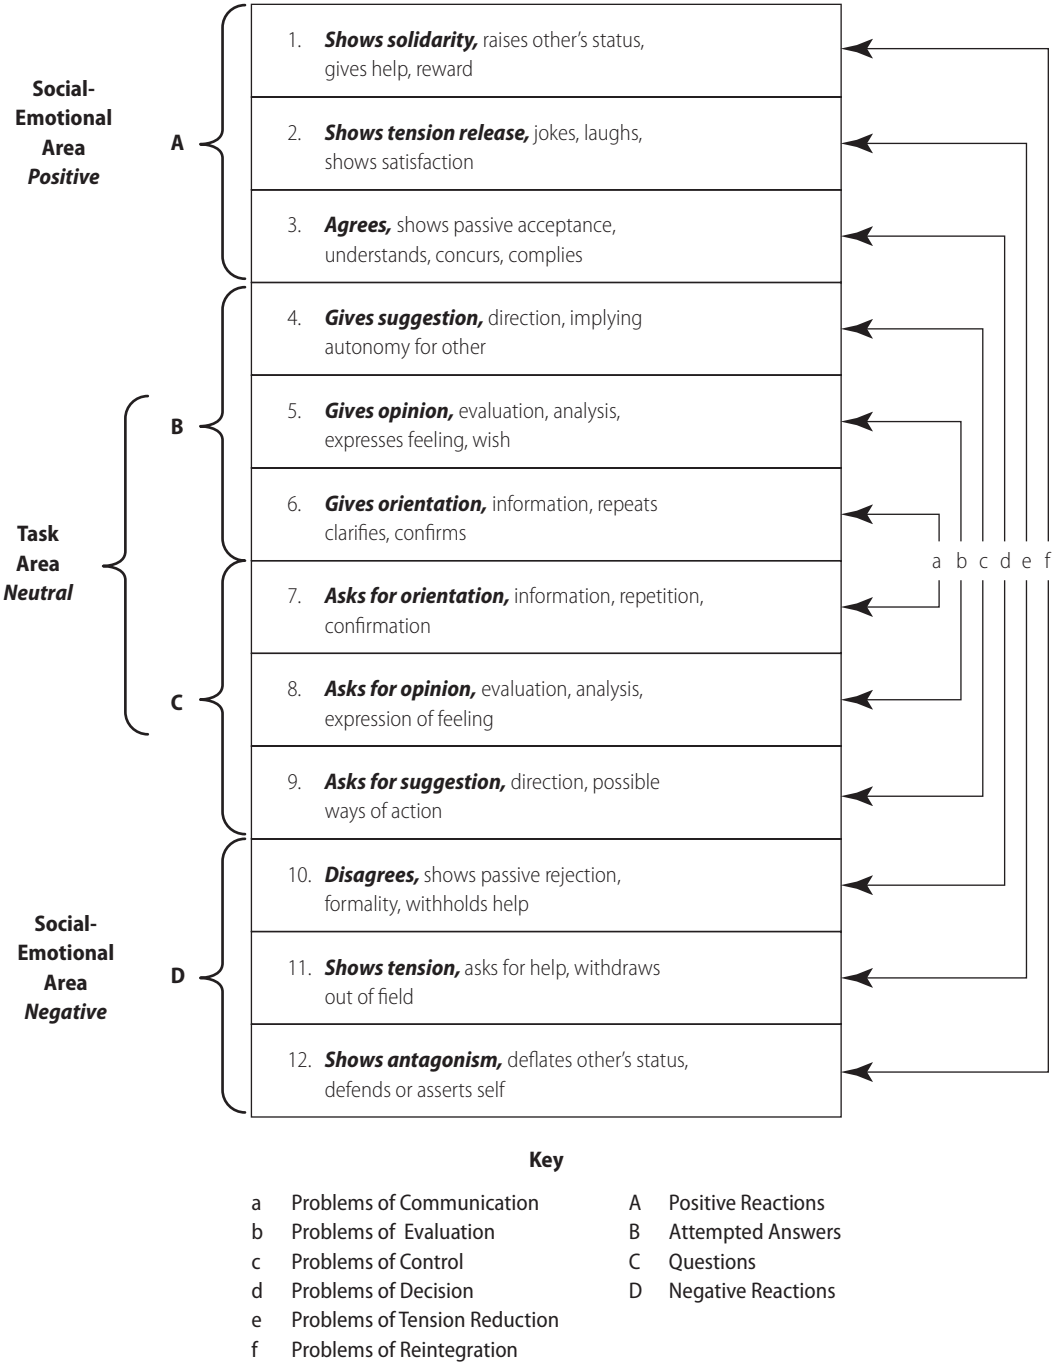 1. Shows solidarity, raises other's status,
gives help, reward
Social-
Emotional
Area
Positive
A
2. Shows tension release, jokes, laughs,
shows satisfaction
3. Agrees, shows passive acceptance,
understands, concurs, complies
4. Gives suggestion, direction, implying
autonomy for other
B
5. Gives opinion, evaluation, analysis,
expresses feeling, wish
6. Gives orientation, information, repeats
clarifies, confirms
Task
Area
Neutral
a b c d e f
7. Asks for orientation, information, repetition,
confirmation
C
8. Asks for opinion, evaluation, analysis,
expression of feeling
9. Asks for suggestion, direction, possible
ways of action
10. Disagrees, shows passive rejection,
formality, withholds help
Social-
Emotional
Area
Negative
D
11. Shows tension, asks for help, withdraws
out of field
12. Shows antagonism, deflates other's status,
defends or asserts self
Key
a Problems of Communication
b Problems of Evaluation
c Problems of Control
d Problems of Decision
e Problems of Tension Reduction
f Problems of Reintegration
A Positive Reactions
B Attempted Answers
C Questions
D Negative Reactions